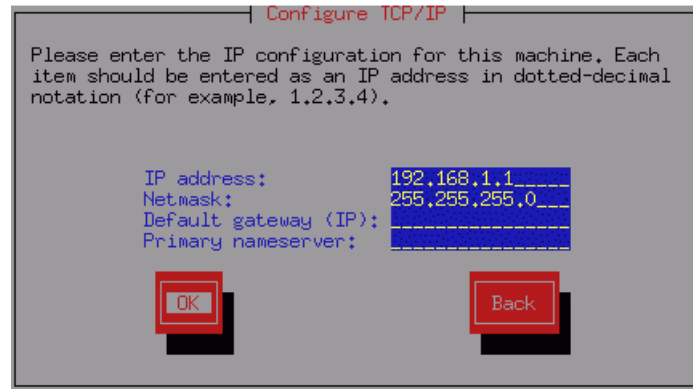 Configure TCP/IP
Please enter the IP configuration for this machine. Each
item should be entered as an IP address in dotted-decimal
notation (for example, 1.2.3.4).
IP address: 192.168.1.1_____
Netmask: 255.255.255.0___
Default gateway (IP): ________________
Primary nameserver: ________________
OK Back